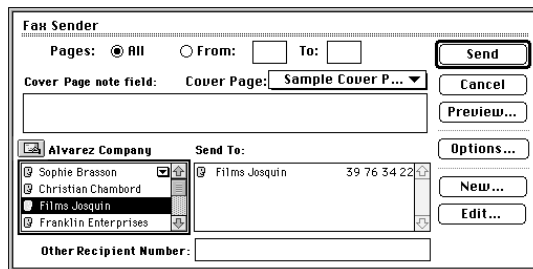 Fax Sender
Pages: All From: To:
Send
Cover Page note field: Cover Page: Sample Cover P...
Cancel
Preview...
Alvarez Company Send To:
Options...
Sophie Brasson Films Josquin 39 76 34 22
Christian Chambord
New...
Films Josquin
Edit...
Franklin Enterprises
Other Recipient Number: